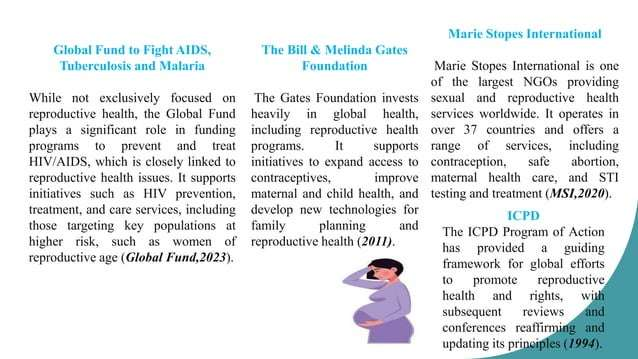 Global Fund to Fight AIDS,
Tuberculosis and Malaria
While not exclusively focused on
reproductive health, the Global Fund
plays a significant role in funding
programs to prevent and treat
HIV/AIDS, which is closely linked to
reproductive health issues. It supports
initiatives such as HIV prevention,
treatment, and care services, including
those targeting key populations at
higher risk, such as women of
reproductive age (Global Fund,2023).
The Bill & Melinda Gates
Foundation
The Gates Foundation invests
heavily in global health,
including reproductive health
programs. It supports
initiatives to expand access to
contraceptives, improve
maternal and child health, and
develop new technologies for
family planning and
reproductive health (2011).
Marie Stopes International
Marie Stopes International is one
of the largest NGOs providing
sexual and reproductive health
services worldwide. It operates in
over 37 countries and offers a
range of services, including
contraception, safe abortion,
maternal health care, and STI
testing and treatment (MSI,2020).
ICPD
The ICPD Program of Action
has provided a guiding
framework for global efforts
to promote reproductive
health and rights, with
subsequent reviews and
conferences reaffirming and
updating its principles (1994).